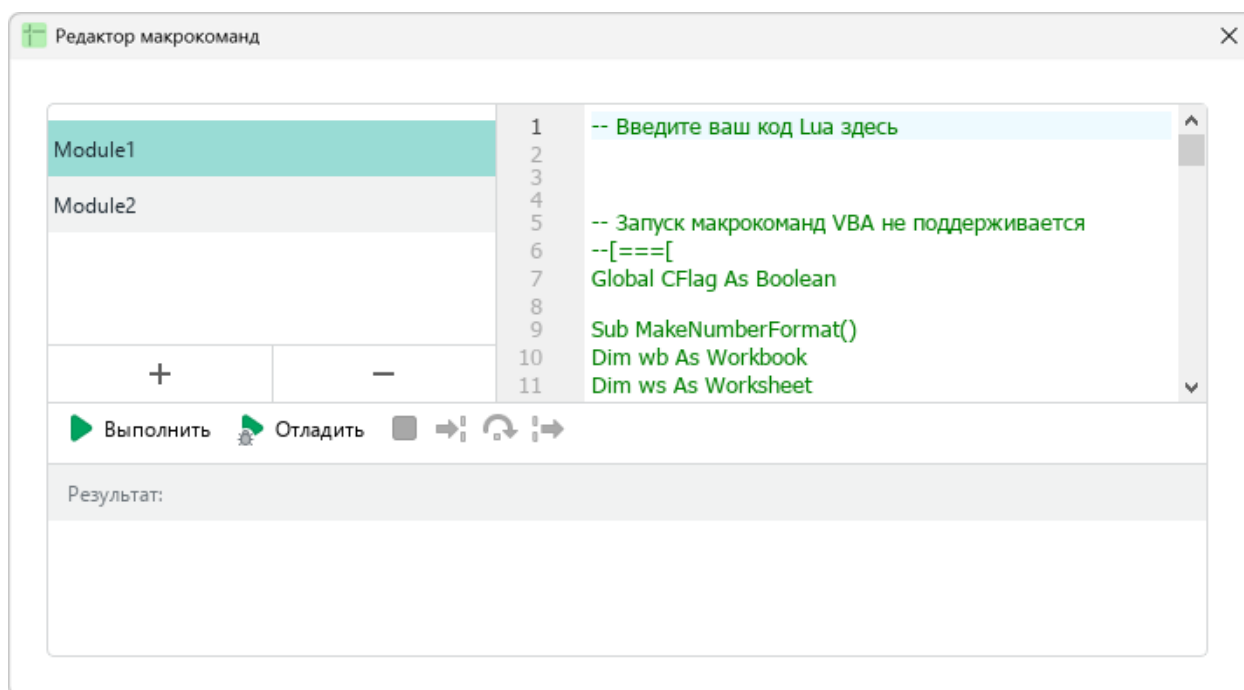 Редактор макрокоманд
Module1
Module2
1 -- Введите ваш код Lua здесь
2
3
4
5 -- Запуск макрокоманд VBA не поддерживается
6 --[===[
7 Global CFlag As Boolean
8
9 Sub MakeNumberFormat()
10 Dim wb As Workbook
11 Dim ws As Worksheet
Выполнить Отладить
Результат: